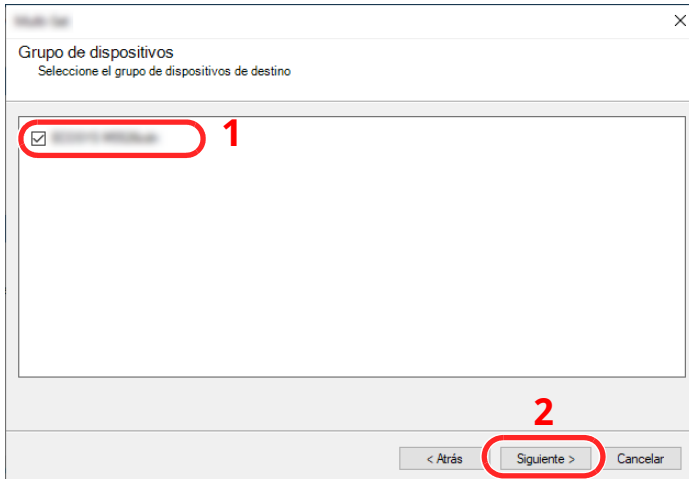 Grupo de dispositivos
Seleccione el grupo de dispositivos de destino
1
2
< Atrás
Siguiente >
Cancelar